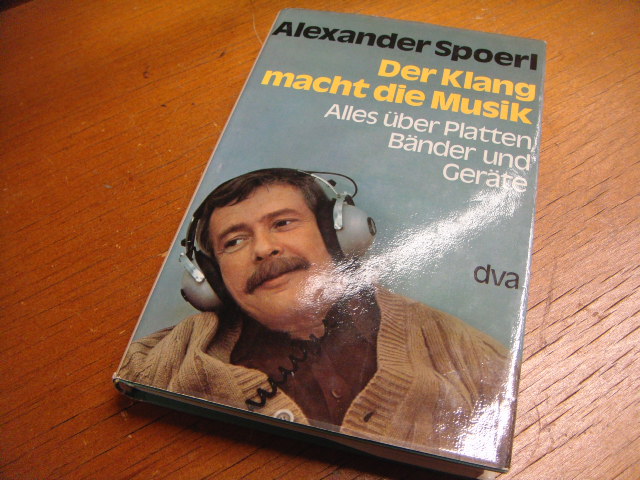 Alexander Spoerl
Der Klang
macht die Musik
Alles über Platten,
Bänder und
Geräte
dva